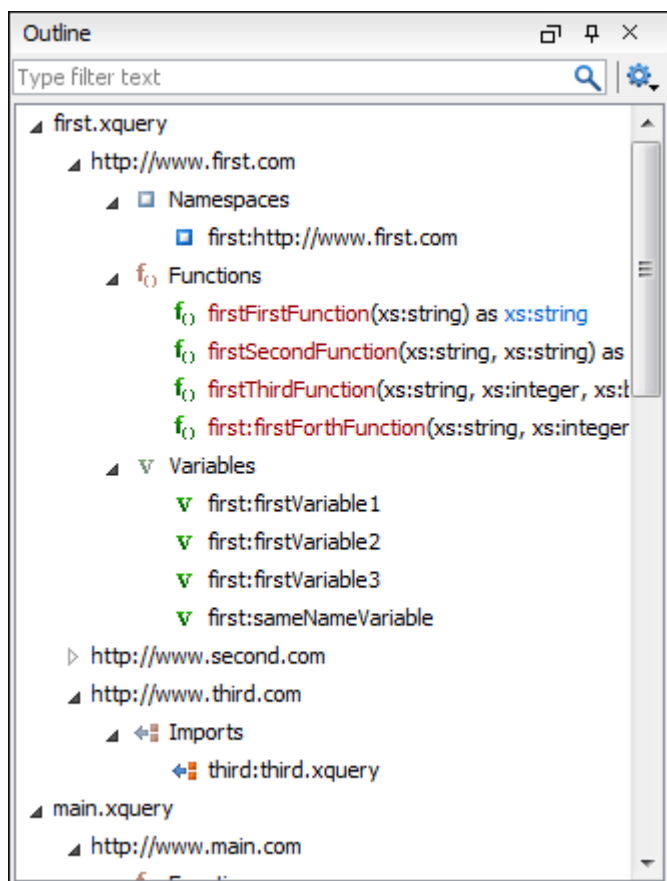 Outline
Type filter text
first.xquery
http://www.first.com
Namespaces
first:http://www.first.com
f() Functions
f() firstFirstFunction(xs:string) as xs:string
f() firstSecondFunction(xs:string, xs:string) as
f() firstThirdFunction(xs:string, xs:integer, xs:
f() first:firstForthFunction(xs:string, xs:integer
v Variables
v first:firstVariable1
v first:firstVariable2
v first:firstVariable3
v first:sameNameVariable
http://www.second.com
http://www.third.com
Imports
third:third.xquery
main.xquery
http://www.main.com